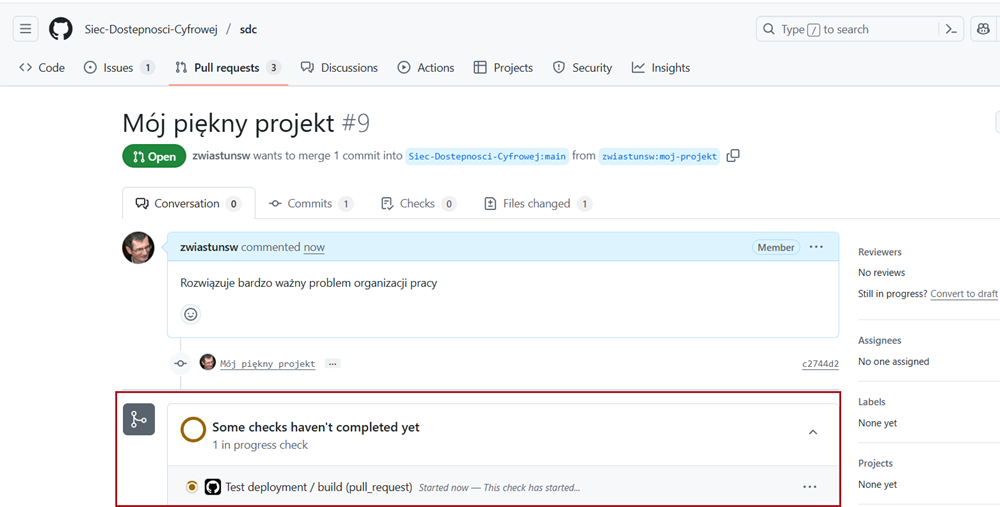 Siec-Dostepnosci-Cyfrowej / sdc
Type / to search
Code Issues 1 Pull requests 3 Discussions Actions Projects Security Insights
Mój piękny projekt #9
Open zwiastunsw wants to merge 1 commit into Siec-Dostepnosci-Cyfrowej:main from zwiastunsw:moj-projekt
Conversation 0 Commits 1 Checks 0 Files changed 1
zwiastunsw commented now Member ...
Rozwiązuje bardzo ważny problem organizacji pracy
Mój piękny projekt ... c2744d2
Some checks haven't completed yet
1 in progress check
Test deployment / build (pull_request) Started now — This check has started... ...
Reviewers
No reviews
Still in progress? Convert to draft
Assignees
No one assigned
Labels
None yet
Projects
None yet